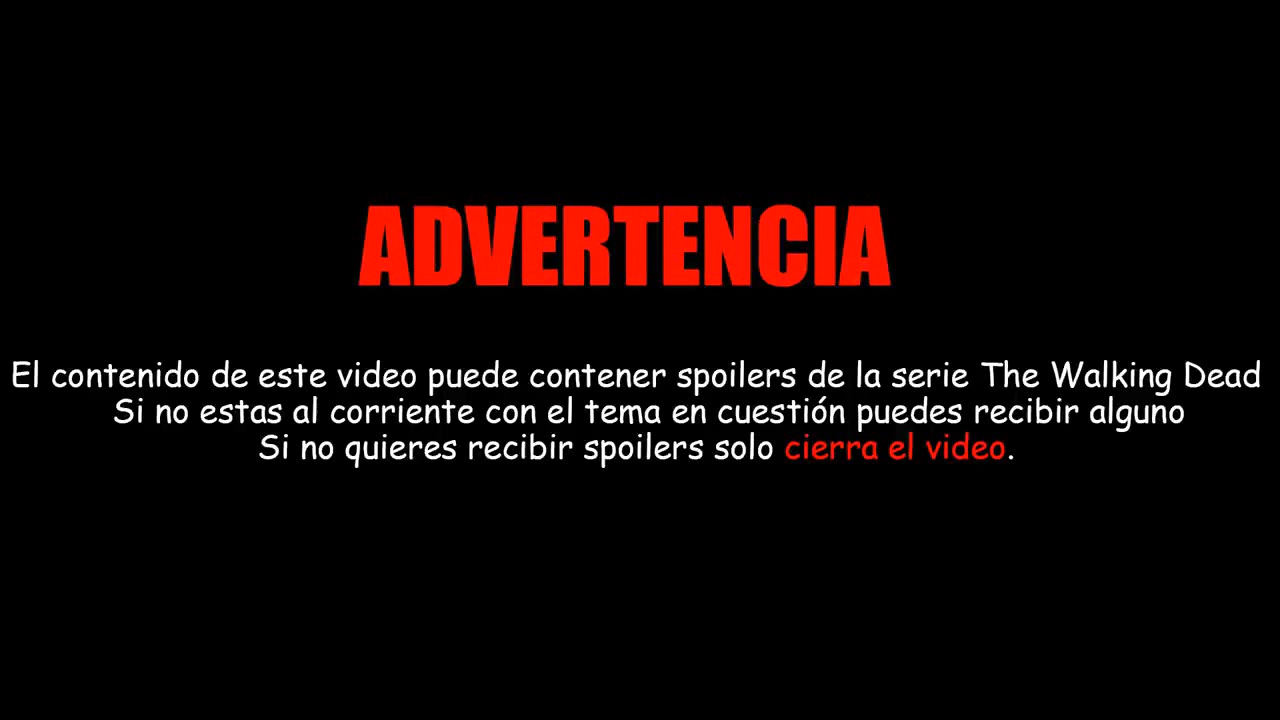 ADVERTENCIA
El contenido de este video puede contener spoilers de la serie The Walking Dead
Si no estas al corriente con el tema en cuestión puedes recibir alguno
Si no quieres recibir spoilers solo cierra el video.